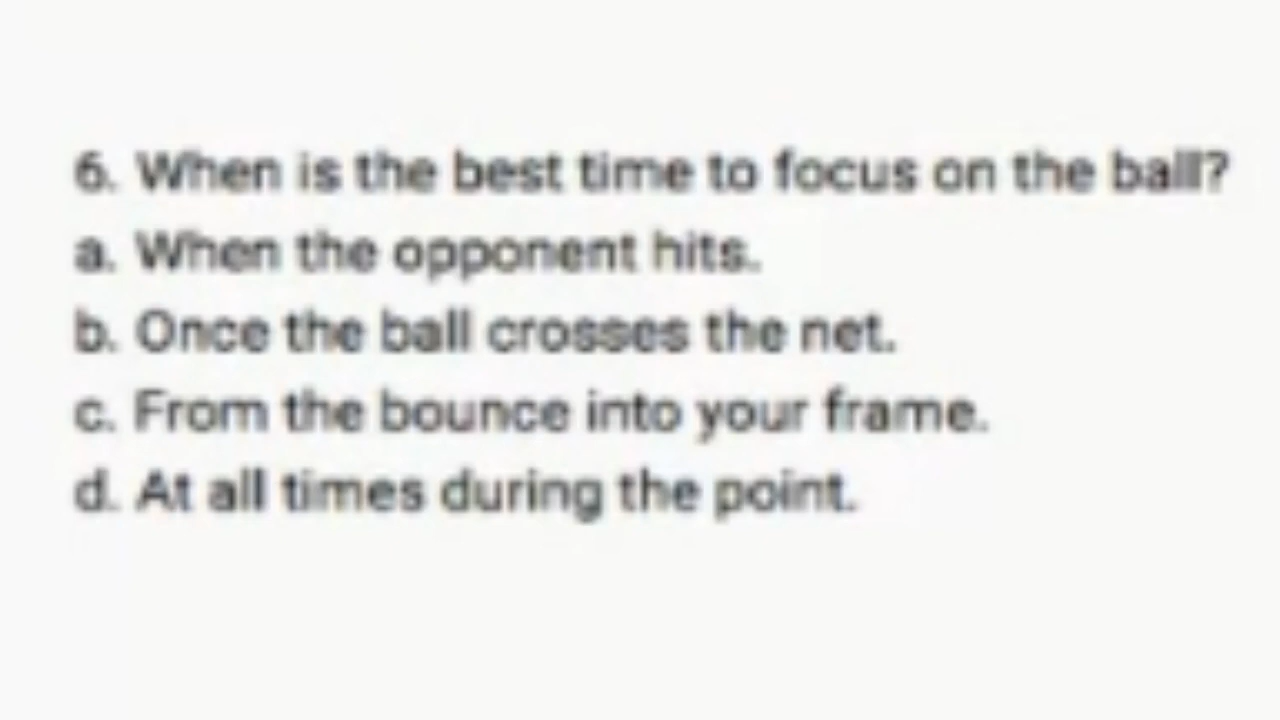 6. When is the best time to focus on the ball?
a. When the opponent hits.
b. Once the ball crosses the net.
c. From the bounce into your frame.
d. At all times during the point.